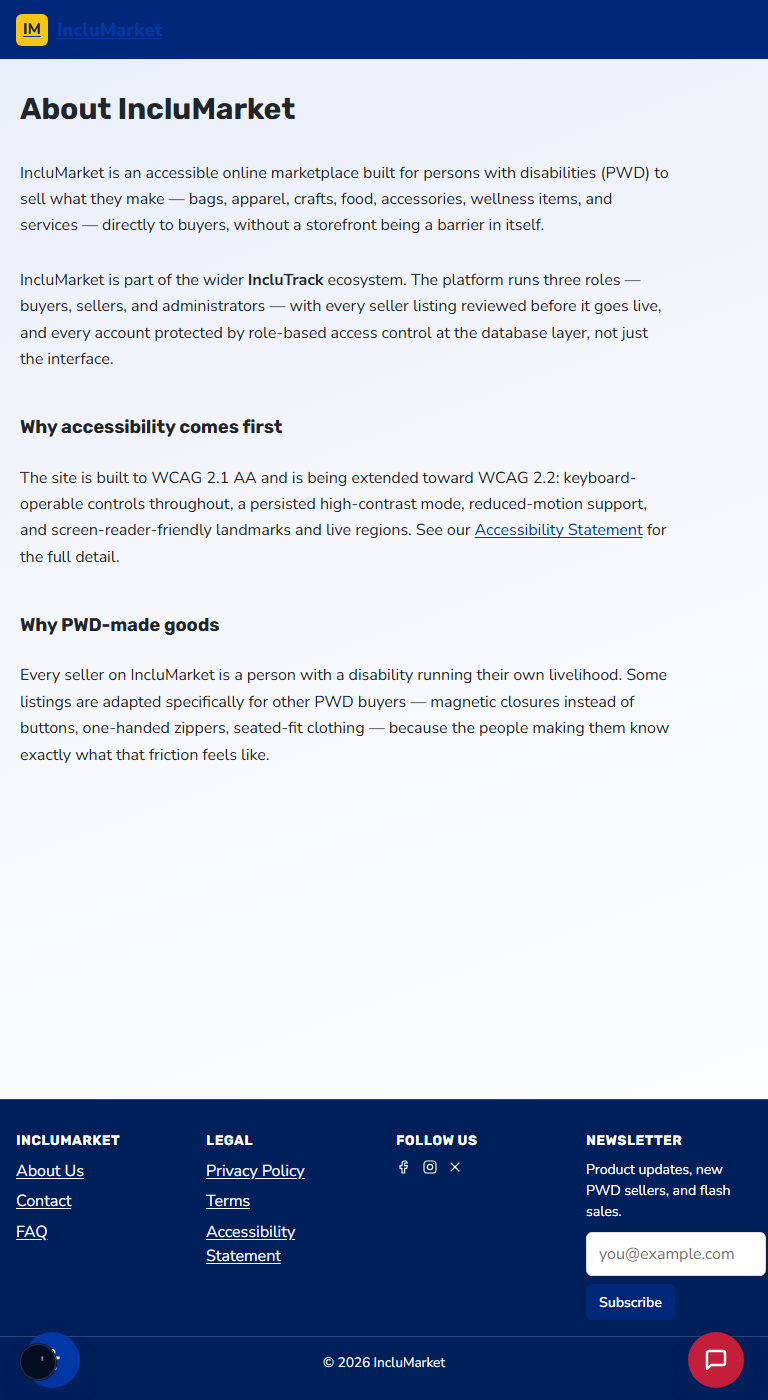 IM IncluMarket
About IncluMarket
IncluMarket is an accessible online marketplace built for persons with disabilities (PWD) to
sell what they make — bags, apparel, crafts, food, accessories, wellness items, and
services — directly to buyers, without a storefront being a barrier in itself.
IncluMarket is part of the wider IncluTrack ecosystem. The platform runs three roles —
buyers, sellers, and administrators — with every seller listing reviewed before it goes live,
and every account protected by role-based access control at the database layer, not just
the interface.
Why accessibility comes first
The site is built to WCAG 2.1 AA and is being extended toward WCAG 2.2: keyboard-
operable controls throughout, a persisted high-contrast mode, reduced-motion support,
and screen-reader-friendly landmarks and live regions. See our Accessibility Statement for
the full detail.
Why PWD-made goods
Every seller on IncluMarket is a person with a disability running their own livelihood. Some
listings are adapted specifically for other PWD buyers — magnetic closures instead of
buttons, one-handed zippers, seated-fit clothing — because the people making them know
exactly what that friction feels like.
INCLUMARKET
About Us
Contact
FAQ
LEGAL
Privacy Policy
Terms
Accessibility
Statement
FOLLOW US
NEWSLETTER
Product updates, new
PWD sellers, and flash
sales.
you@example.com
Subscribe
© 2026 IncluMarket